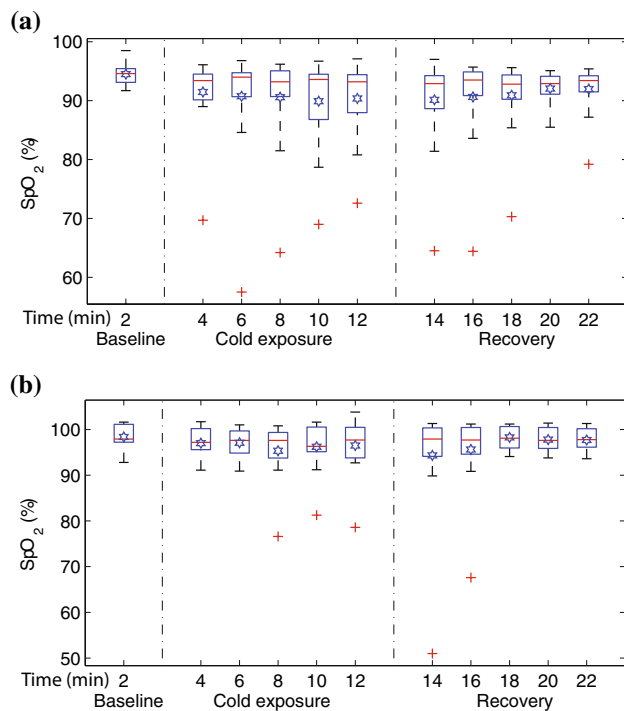 (a)
100
90
80
70
60
SpO2 (%)
Time (min) 2 4 6 8 10 12 14 16 18 20 22
Baseline Cold exposure Recovery
(b)
100
90
80
70
60
50
SpO2 (%)
Time (min) 2 4 6 8 10 12 14 16 18 20 22
Baseline Cold exposure Recovery